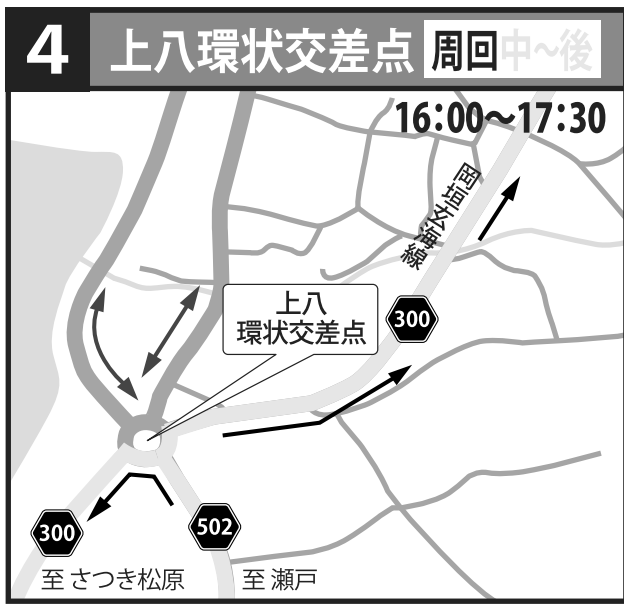 4 上八環状交差点 周回中~後
16:00〜17:30
岡垣玄海線
300
上八
環状交差点
300
502
至 さつき松原
至 瀬戸